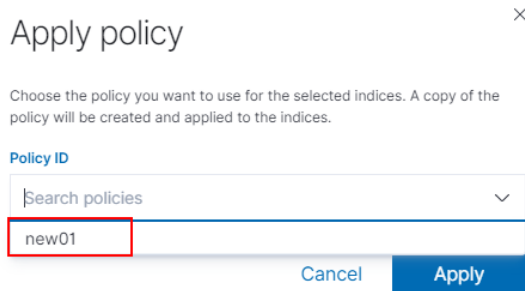 Apply policy
Choose the policy you want to use for the selected indices. A copy of the
policy will be created and applied to the indices.
Policy ID
Search policies
new01
Cancel Apply